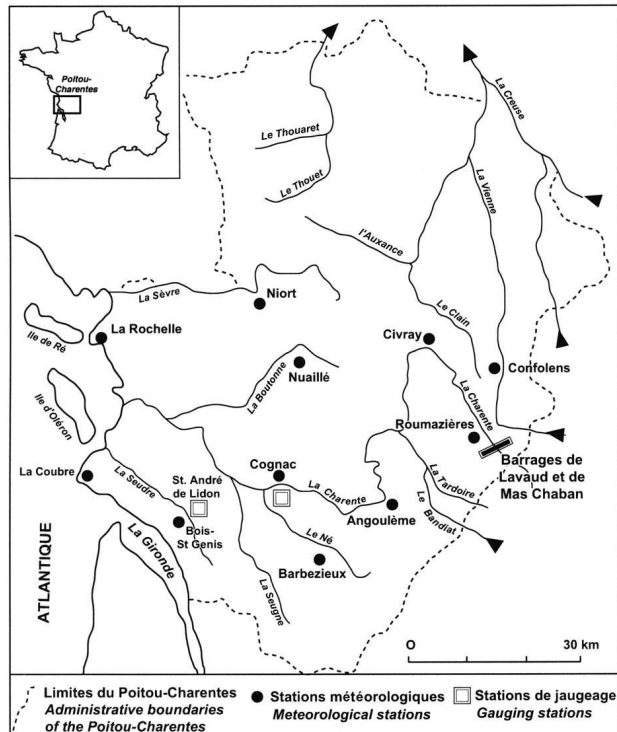 Poitou-
Charentes
La Creuse
Le Thouaret
La Vienne
Le Thouet
l'Auxance
La Sèvre
Niort
Le Clain
La Rochelle
Civray
Ile de Ré
Nuaillé
Confolens
La Boutonne
La Charente
Ile d'Oléron
Roumazières
La Coubre
La Seudre
St. André
de Lidon
Cognac
La Charente
La Tardoire
Barrages de
Lavaud et de
Mas Chaban
Bois-
St Genis
Angoulême
Le Bandiat
Le Né
La Gironde
Barbezieux
ATLANTIQUE
La Seugne
O 30 km
Limites du Poitou-Charentes
Administrative boundaries
of the Poitou-Charentes
Stations météorologiques
Meteorological stations
Stations de jaugeage
Gauging stations